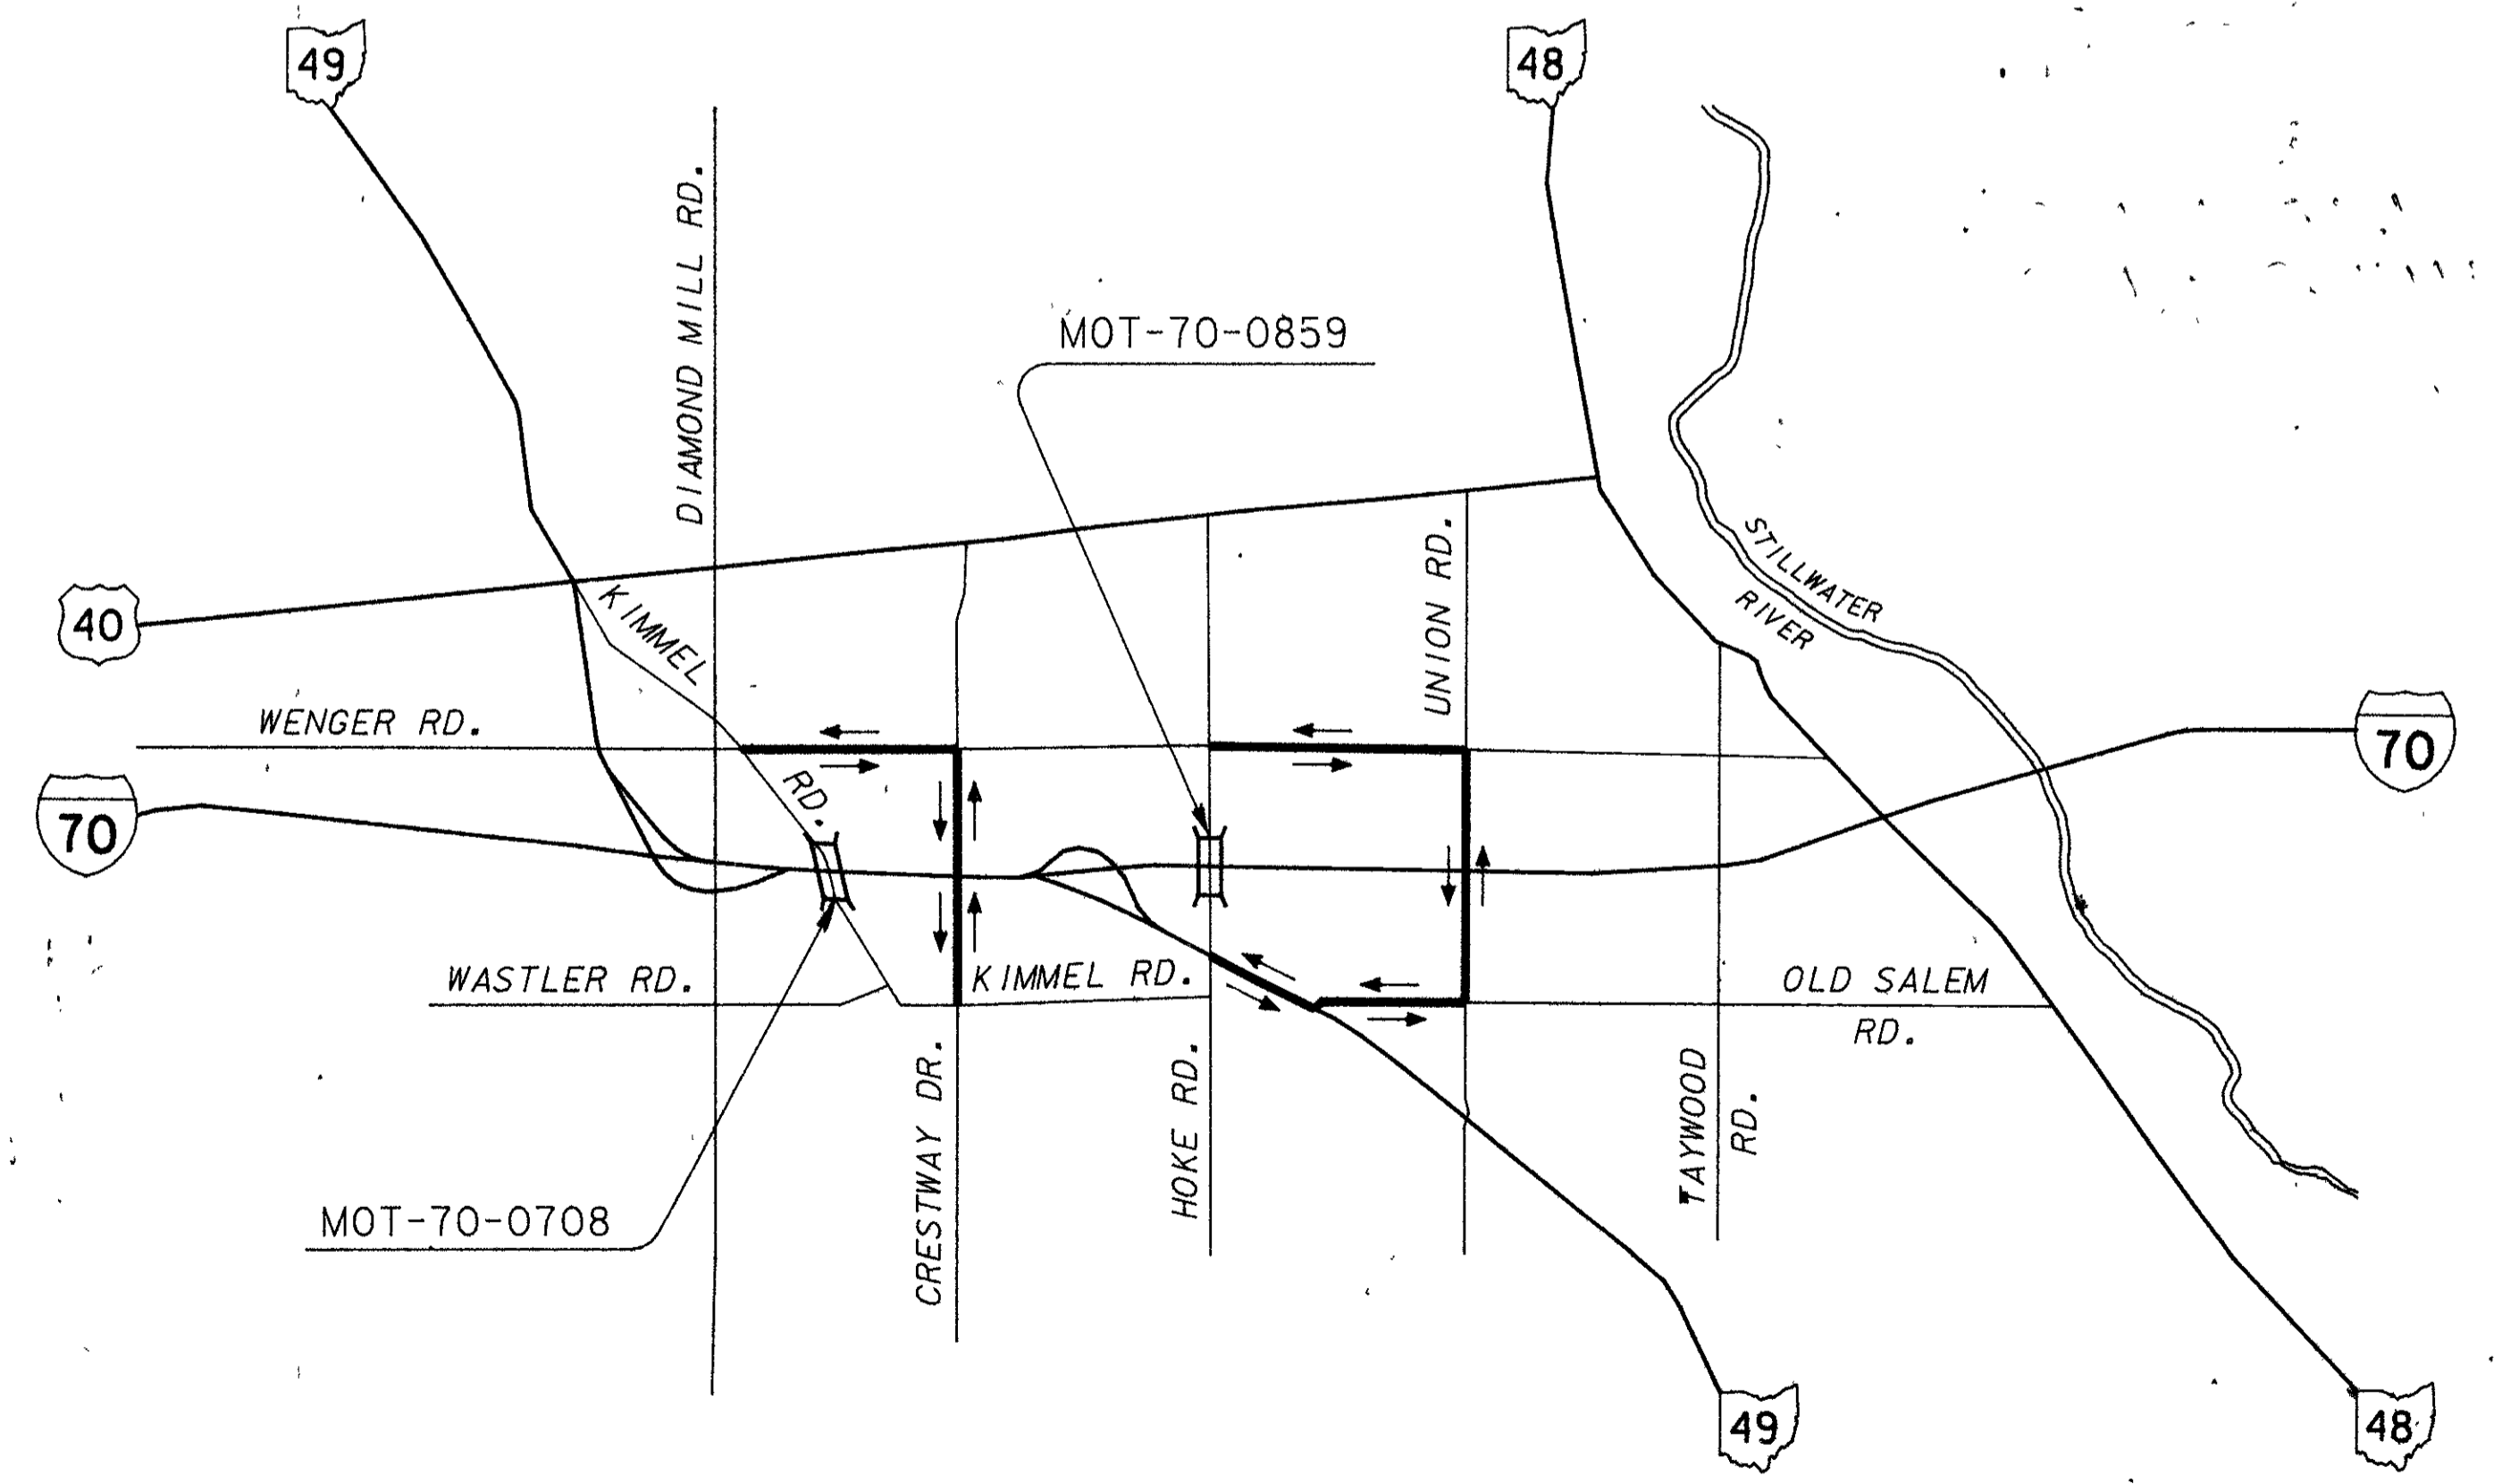 49
48
DIAMOND MILL RD.
MOT-70-0859
UNION RD.
STILLWATER
RIVER
40
KIMMEL
RD.
WENGER RD.
70
70
WASTLER RD.
KIMMEL RD.
OLD SALEM
RD.
CRESTWAY DR.
HOKE RD.
TAYWOOD
RD.
MOT-70-0708
49
48